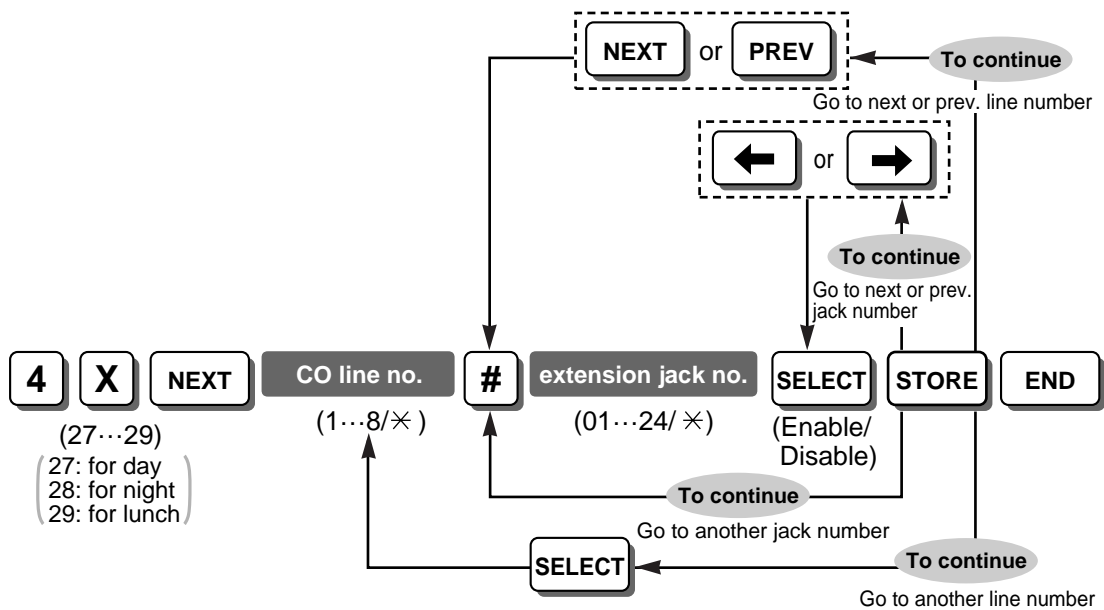 NEXT or PREV
To continue
Go to next or prev. line number
← or →
To continue
Go to next or prev.
jack number
4 X NEXT CO line no. # extension jack no. SELECT STORE END
(27···29)
(1···8/✳)
(01···24/✳)
(Enable/
Disable)
27: for day
28: for night
29: for lunch
To continue
Go to another jack number
SELECT
To continue
Go to another line number